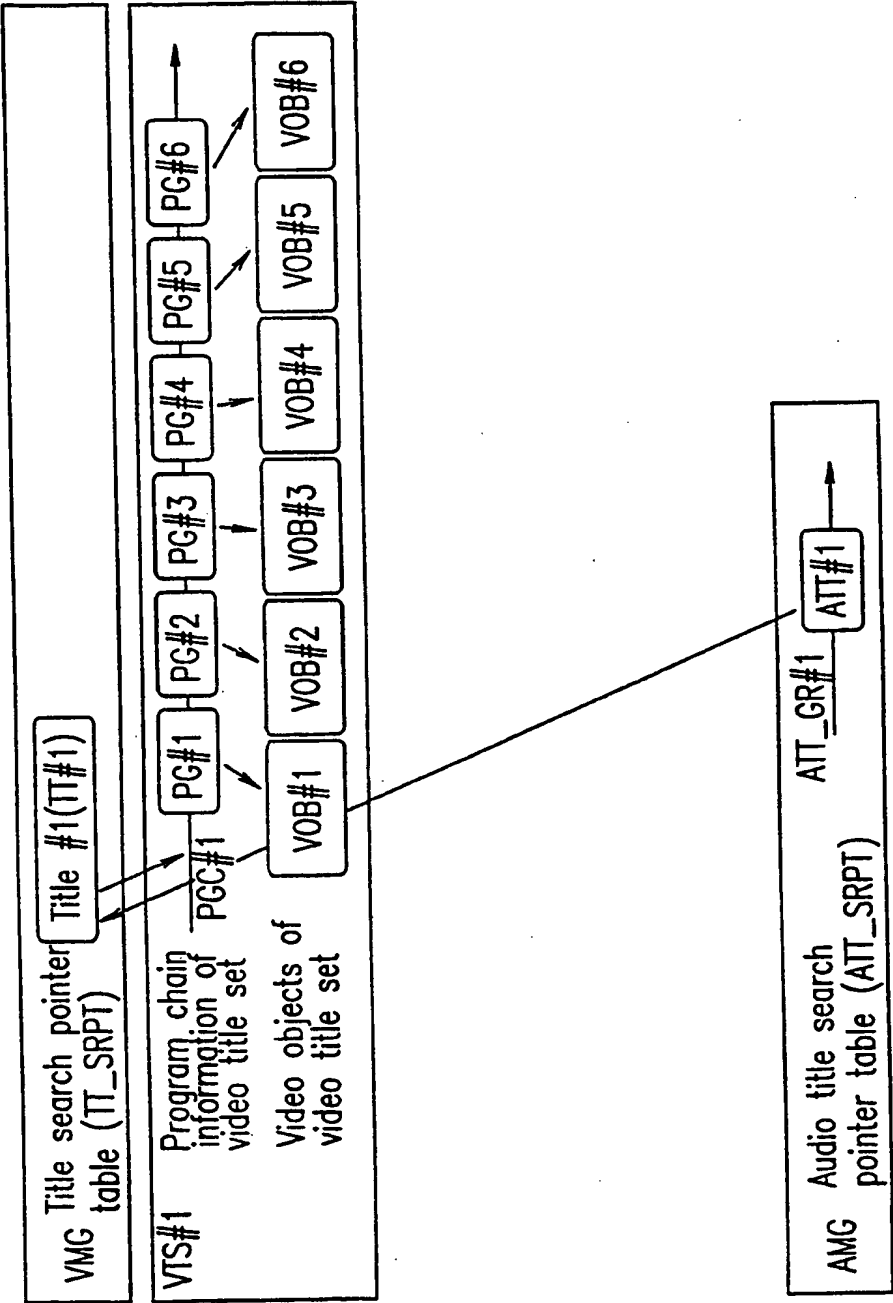 VMG
Title search pointer
table (TT_SRPT)
Title #1(TT#1)
VTS#1
Program chain
information of
video title set
PGC#1
PG#1
PG#2
PG#3
PG#4
PG#5
PG#6
Video objects of
video title set
VOB#1
VOB#2
VOB#3
VOB#4
VOB#5
VOB#6
AMG
Audio title search
pointer table (ATT_SRPT)
ATT_GR#1
ATT#1